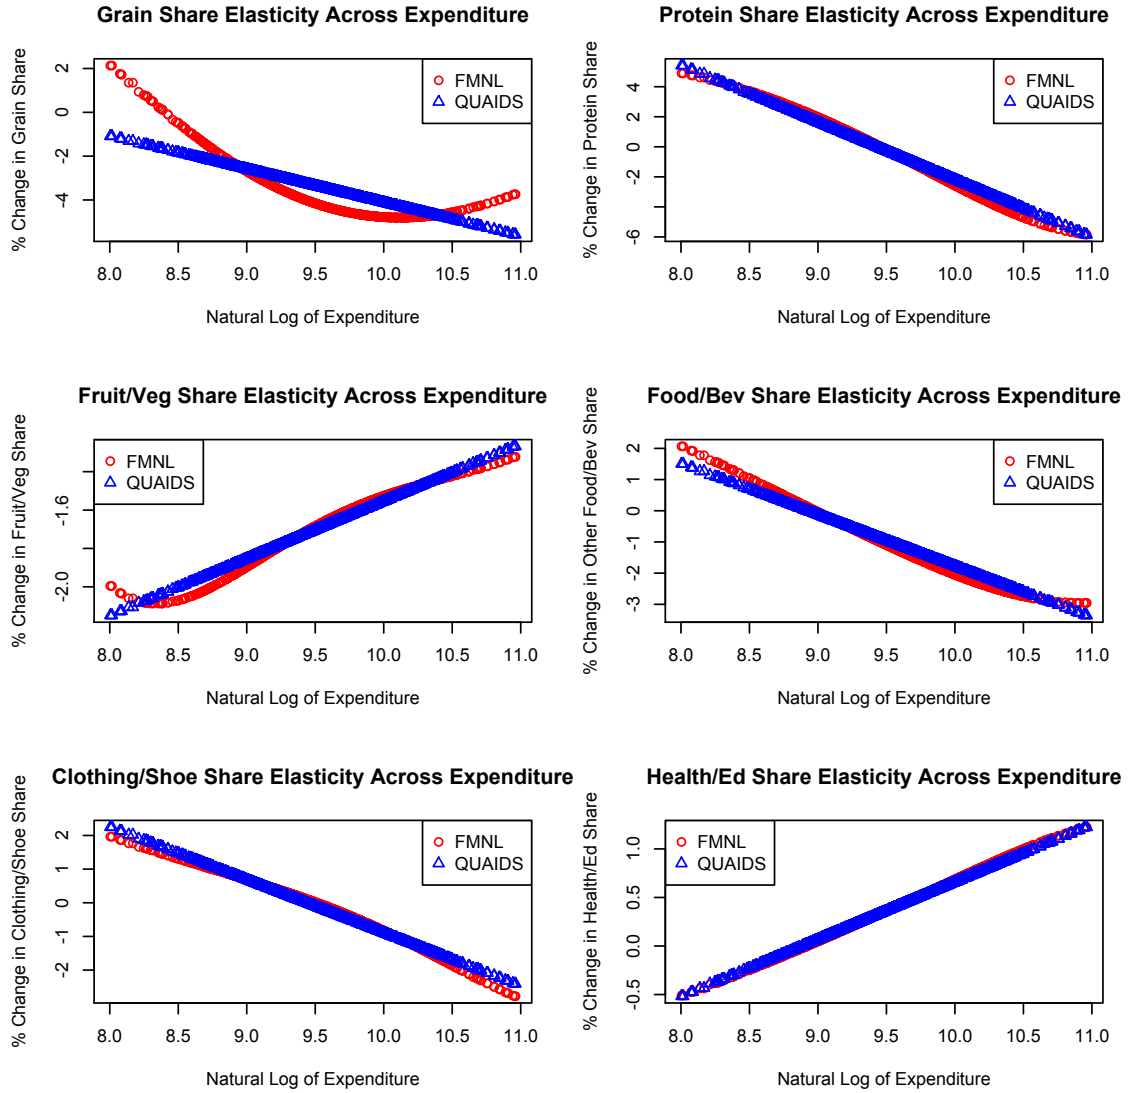 Grain Share Elasticity Across Expenditure
% Change in Grain Share
2
0
-2
-4
FMNL
QUAIDS
8.0 8.5 9.0 9.5 10.0 10.5 11.0
Natural Log of Expenditure
Protein Share Elasticity Across Expenditure
% Change in Protein Share
4
2
0
-2
-6
FMNL
QUAIDS
8.0 8.5 9.0 9.5 10.0 10.5 11.0
Natural Log of Expenditure
Fruit/Veg Share Elasticity Across Expenditure
% Change in Fruit/Veg Share
-1.6
-2.0
FMNL
QUAIDS
8.0 8.5 9.0 9.5 10.0 10.5 11.0
Natural Log of Expenditure
Food/Bev Share Elasticity Across Expenditure
% Change in Other Food/Bev Share
2
1
0
-1
-2
-3
FMNL
QUAIDS
8.0 8.5 9.0 9.5 10.0 10.5 11.0
Natural Log of Expenditure
Clothing/Shoe Share Elasticity Across Expenditure
% Change in Clothing/Shoe Share
2
1
0
-1
-2
FMNL
QUAIDS
8.0 8.5 9.0 9.5 10.0 10.5 11.0
Natural Log of Expenditure
Health/Ed Share Elasticity Across Expenditure
% Change in Health/Ed Share
1.0
0.5
0.0
-0.5
FMNL
QUAIDS
8.0 8.5 9.0 9.5 10.0 10.5 11.0
Natural Log of Expenditure